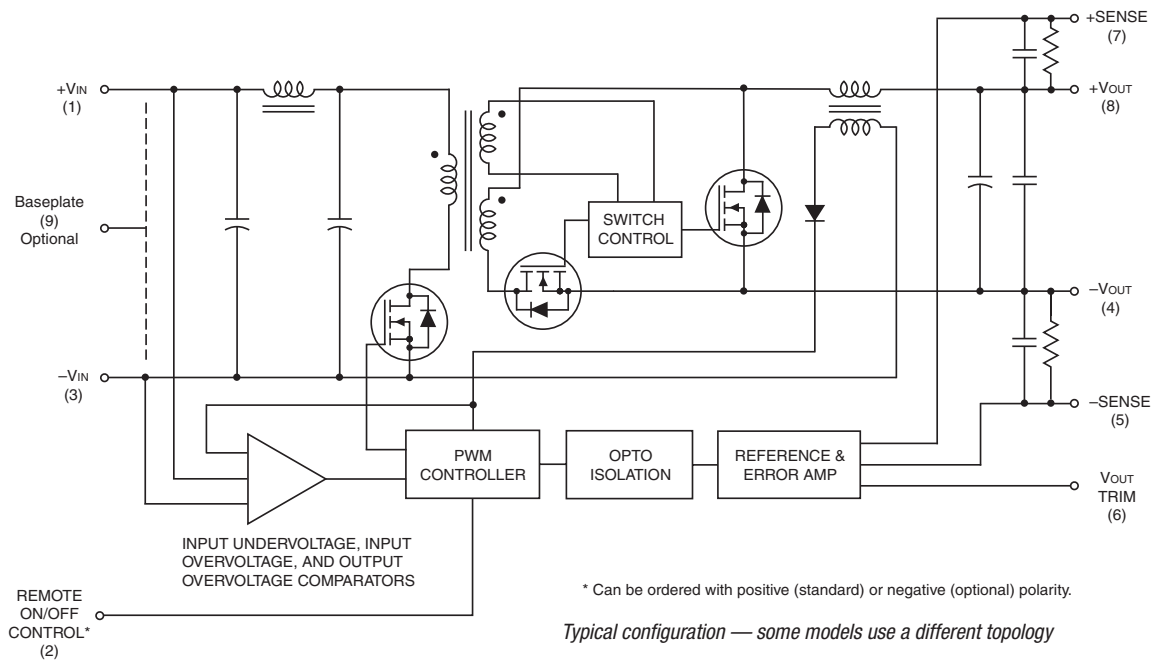 +SENSE
(7)
+VIN
(1)
+VOUT
(8)
Baseplate
(9)
Optional
SWITCH
CONTROL
–VOUT
(4)
–VIN
(3)
–SENSE
(5)
PWM
CONTROLLER
OPTO
ISOLATION
REFERENCE &
ERROR AMP
VOUT
TRIM
(6)
INPUT UNDERVOLTAGE, INPUT
OVERVOLTAGE, AND OUTPUT
OVERVOLTAGE COMPARATORS
REMOTE
ON/OFF
CONTROL*
(2)
* Can be ordered with positive (standard) or negative (optional) polarity.
Typical configuration — some models use a different topology